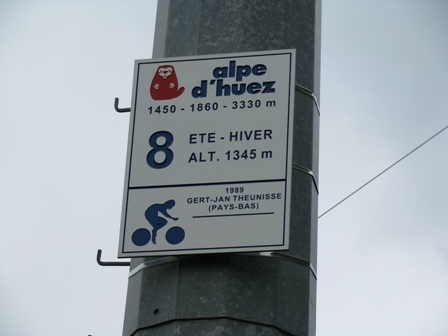 alpe
d'huez
1450 - 1860 - 3330 m
8
ETE - HIVER
ALT. 1345 m
1989
GERT-JAN THEUNISSE
(PAYS-BAS)